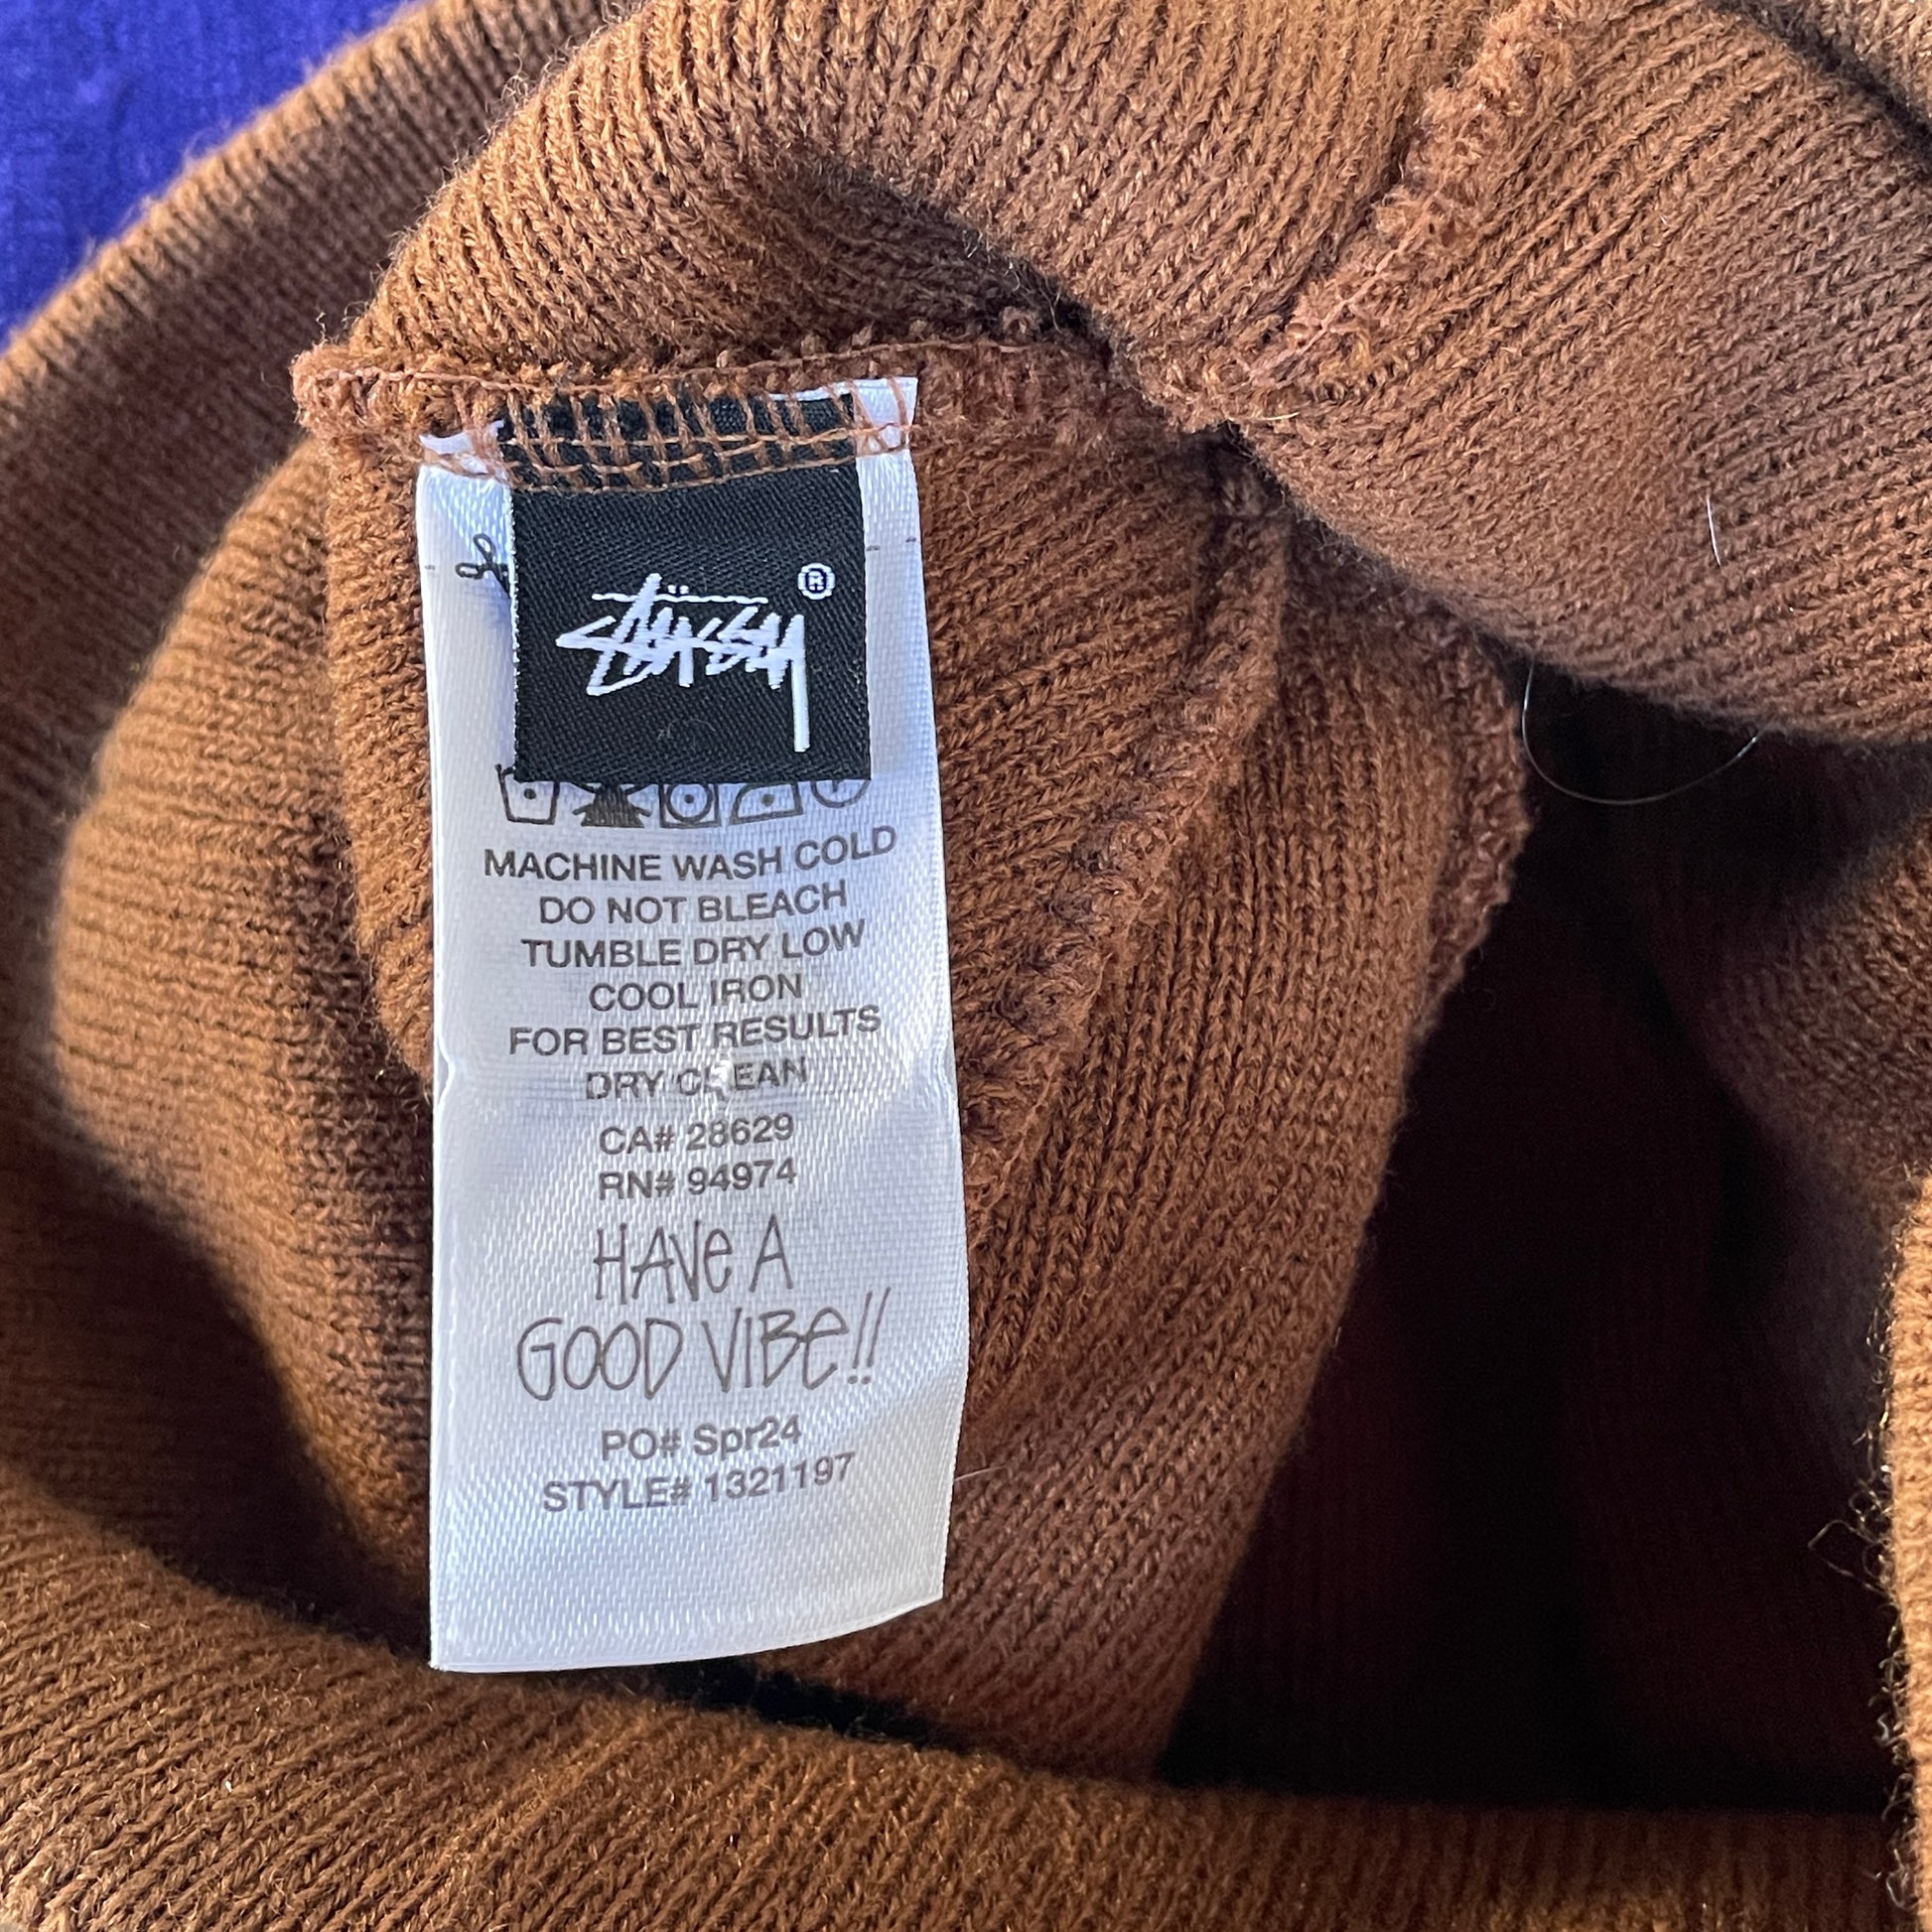 Stüssy ®
MACHINE WASH COLD
DO NOT BLEACH
TUMBLE DRY LOW
COOL IRON
FOR BEST RESULTS
DRY CLEAN
CA# 28629
RN# 94974
HAVe A
GOOD VIBe!!
PO# Spr24
STYLE# 1321197